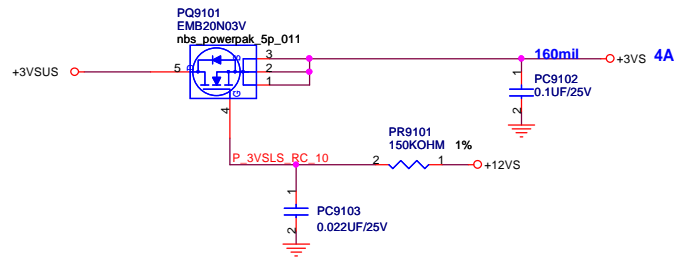 PQ9101
EMB20N03V
nbs_powerpak_5p_011
+3VSUS
5
D
S
G
3
2
1
4
160mil
+3VS
4A
1
PC9102
0.1UF/25V
2
P_3VSLS_RC_10
PR9101
150KOHM 1%
2
1
+12VS
1
PC9103
0.022UF/25V
2